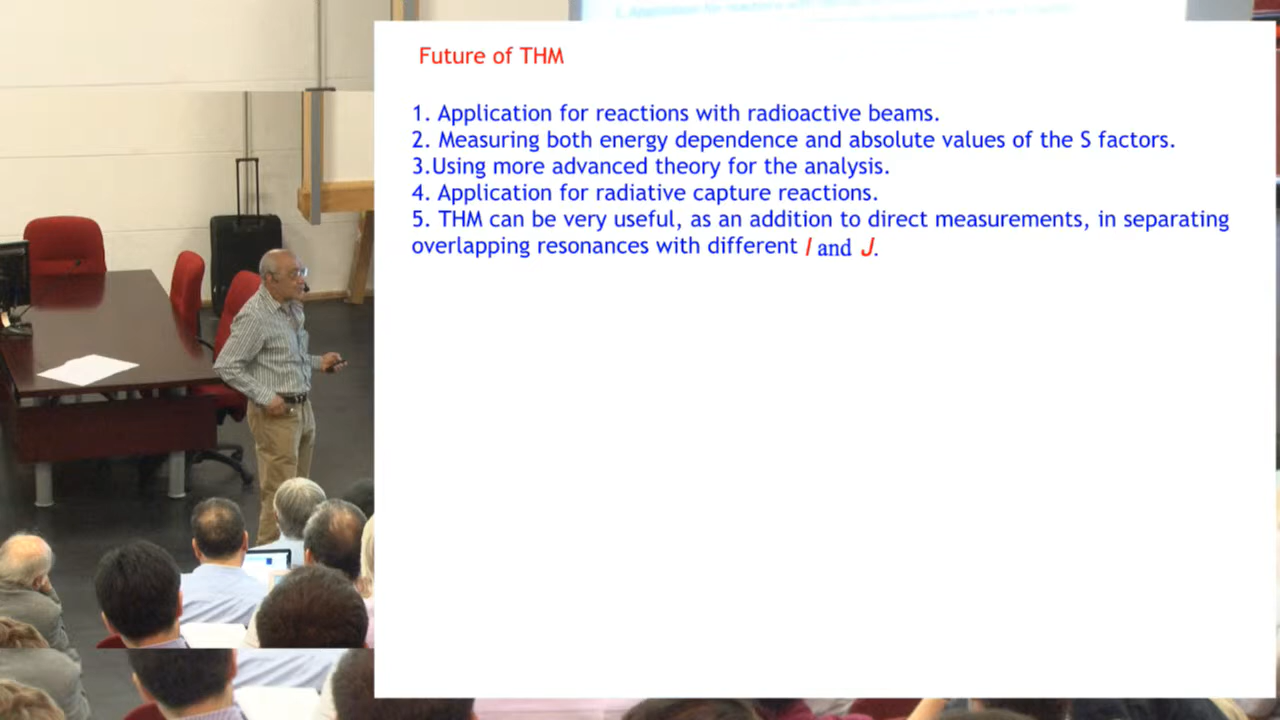 Future of THM
1. Application for reactions with radioactive beams.
2. Measuring both energy dependence and absolute values of the S factors.
3.Using more advanced theory for the analysis.
4. Application for radiative capture reactions.
5. THM can be very useful, as an addition to direct measurements, in separating
overlapping resonances with different l and J.